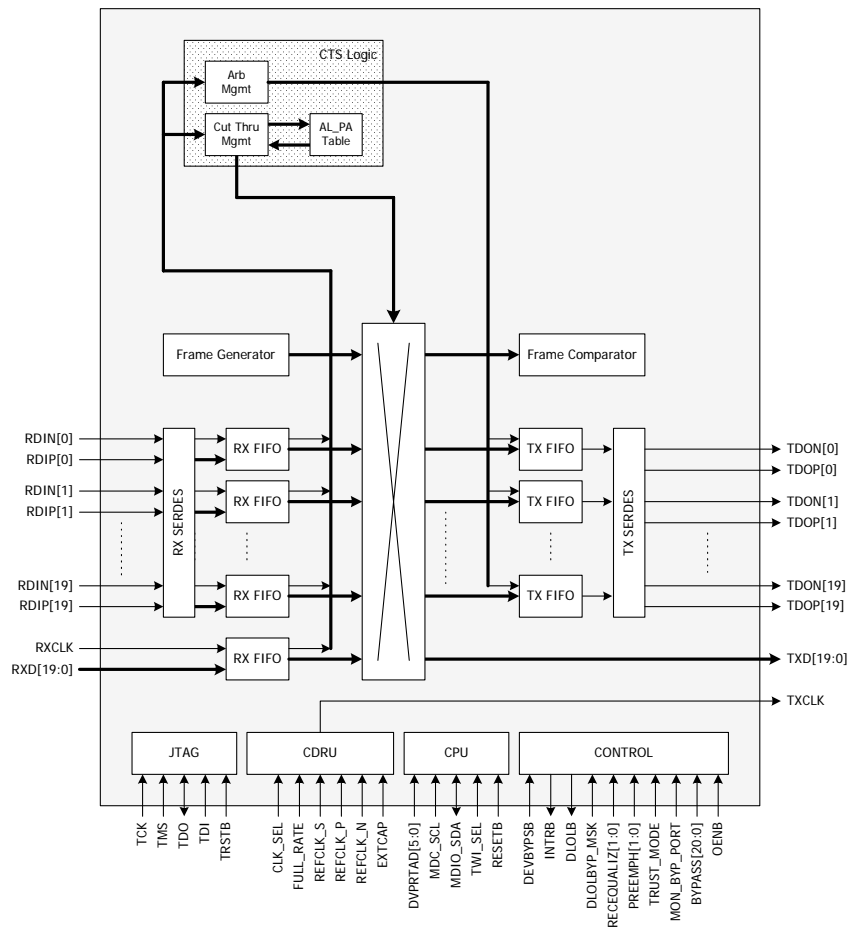 CTS Logic
Arb
Mgmt
Cut Thru
Mgmt
AL_PA
Table
Frame Generator
Frame Comparator
RDIN[0]
RDIP[0]
RDIN[1]
RDIP[1]
RDIN[19]
RDIP[19]
RXCLK
RXD[19:0]
RX SERDES
RX FIFO
RX FIFO
RX FIFO
RX FIFO
TX FIFO
TX FIFO
TX FIFO
TX SERDES
TDON[0]
TDOP[0]
TDON[1]
TDOP[1]
TDON[19]
TDOP[19]
TXD[19:0]
TXCLK
JTAG
CDRU
CPU
CONTROL
TCK
TMS
TDO
TDI
TRSTB
CLK_SEL
FULL_RATE
REFCLK_S
REFCLK_P
REFCLK_N
EXTCAP
DVPRTAD[5:0]
MDC_SCL
MDIO_SDA
TWI_SEL
RESETB
DEVBYPSB
INTRB
DLOLB
DLOLBYP_MSK
RECEQUALIZ[1:0]
PREEMPH[1:0]
TRUST_MODE
MON_BYP_PORT
BYPASS[20:0]
OENB